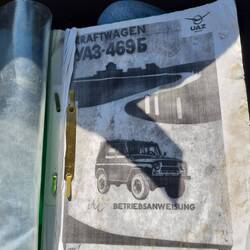 KRAFTWAGEN
УАЗ-469Б
UAZ
BETRIEBSANWEISUNG